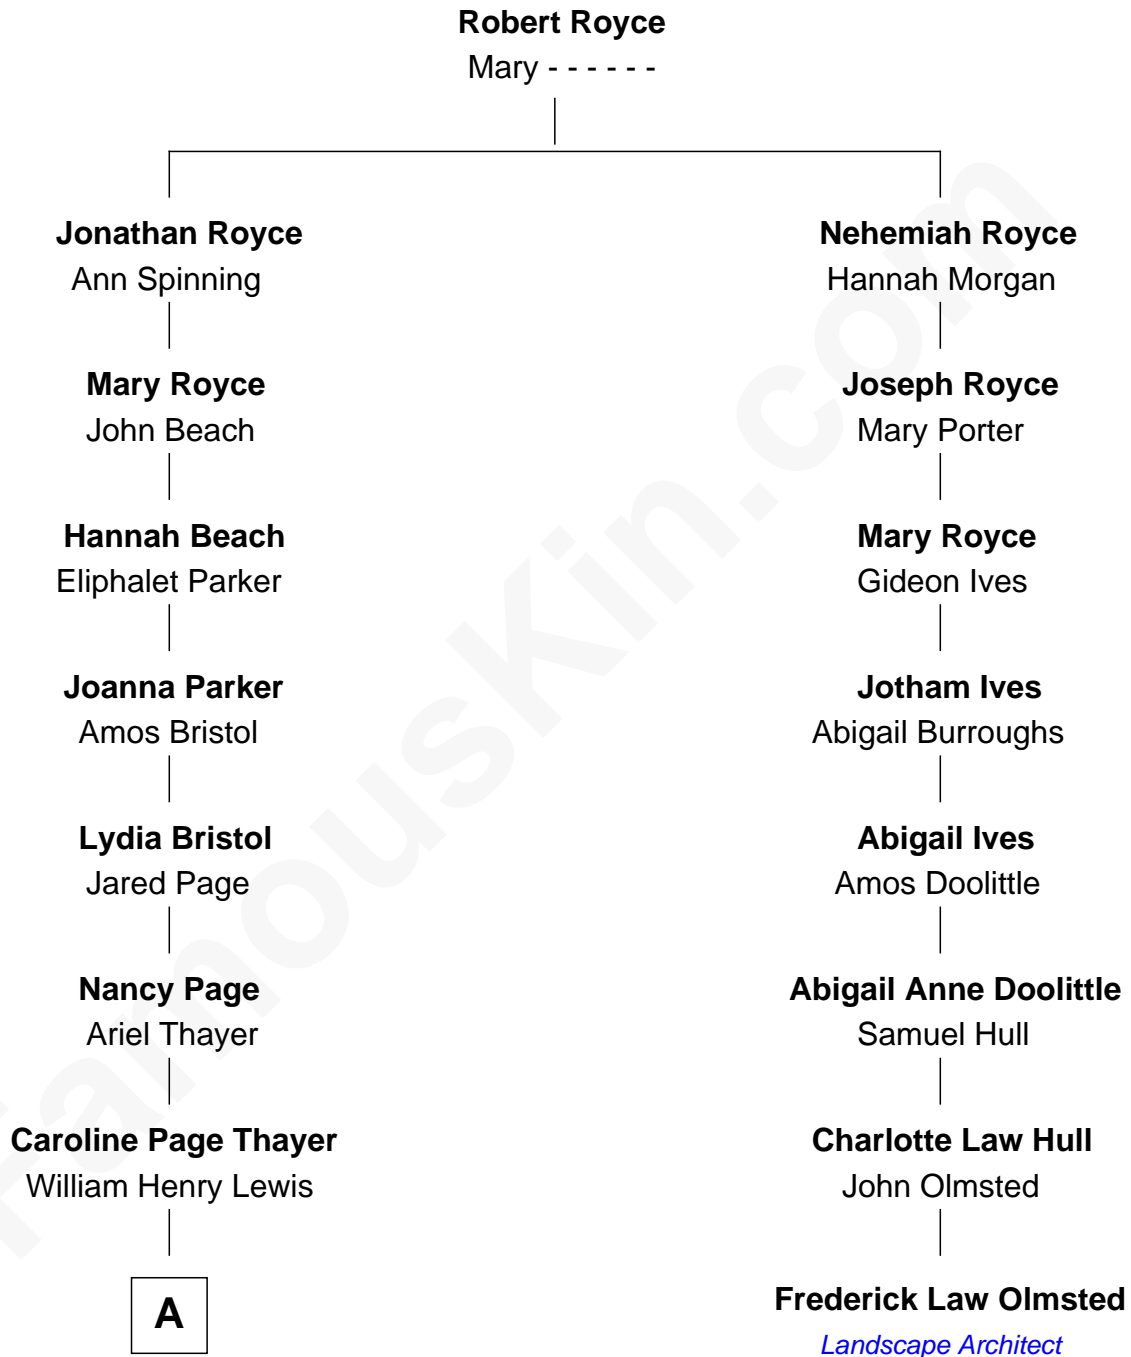 Robert Royce
Mary - - - - - -
Jonathan Royce
Ann Spinning
Nehemiah Royce
Hannah Morgan
Mary Royce
John Beach
Joseph Royce
Mary Porter
Hannah Beach
Eliphalet Parker
Mary Royce
Gideon Ives
Joanna Parker
Amos Bristol
Jotham Ives
Abigail Burroughs
Lydia Bristol
Jared Page
Abigail Ives
Amos Doolittle
Nancy Page
Ariel Thayer
Abigail Anne Doolittle
Samuel Hull
Caroline Page Thayer
William Henry Lewis
Charlotte Law Hull
John Olmsted
A
Frederick Law Olmsted
Landscape Architect
FamousKin.com